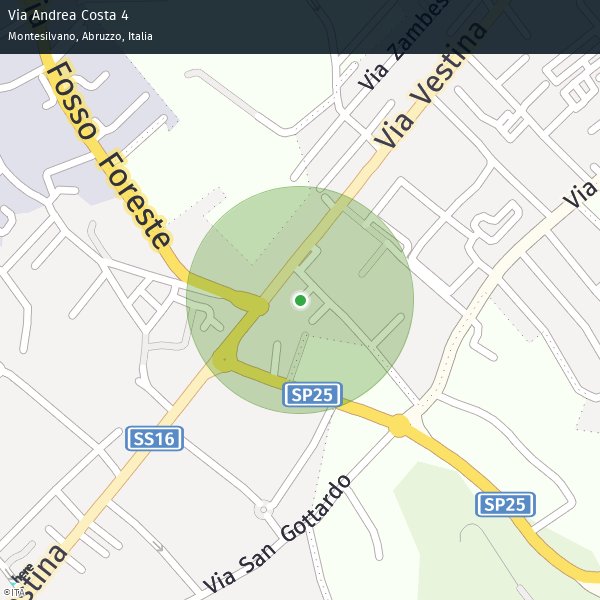 Via Andrea Costa 4
Montesilvano, Abruzzo, Italia
Fosso Foreste
Via Zambes
Via Vestina
Via
SP25
SS16
SP25
Via San Gottardo
stina
here
©ITA